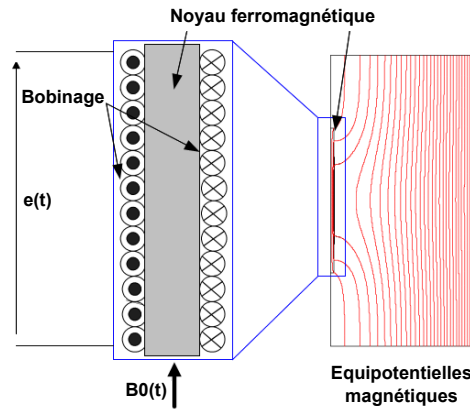 Noyau ferromagnétique
Bobinage
e(t)
B0(t)
Equipotentielles
magnétiques